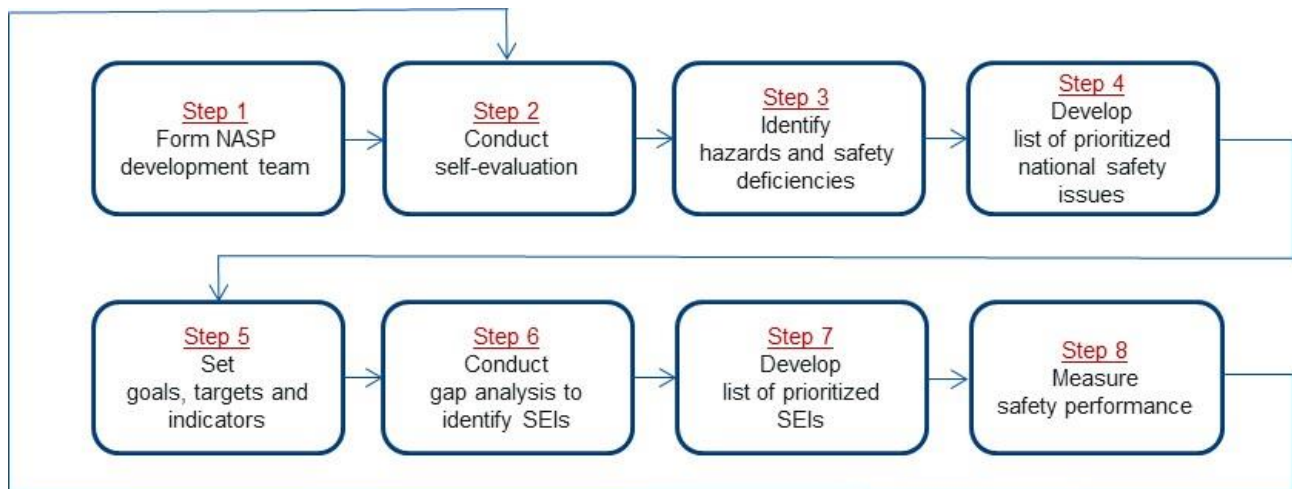 Step 1
Form NASP
development team
Step 2
Conduct
self-evaluation
Step 3
Identify
hazards and safety
deficiencies
Step 4
Develop
list of prioritized
national safety
issues
Step 5
Set
goals, targets and
indicators
Step 6
Conduct
gap analysis to
identify SEIs
Step 7
Develop
list of prioritized
SEIs
Step 8
Measure
safety performance